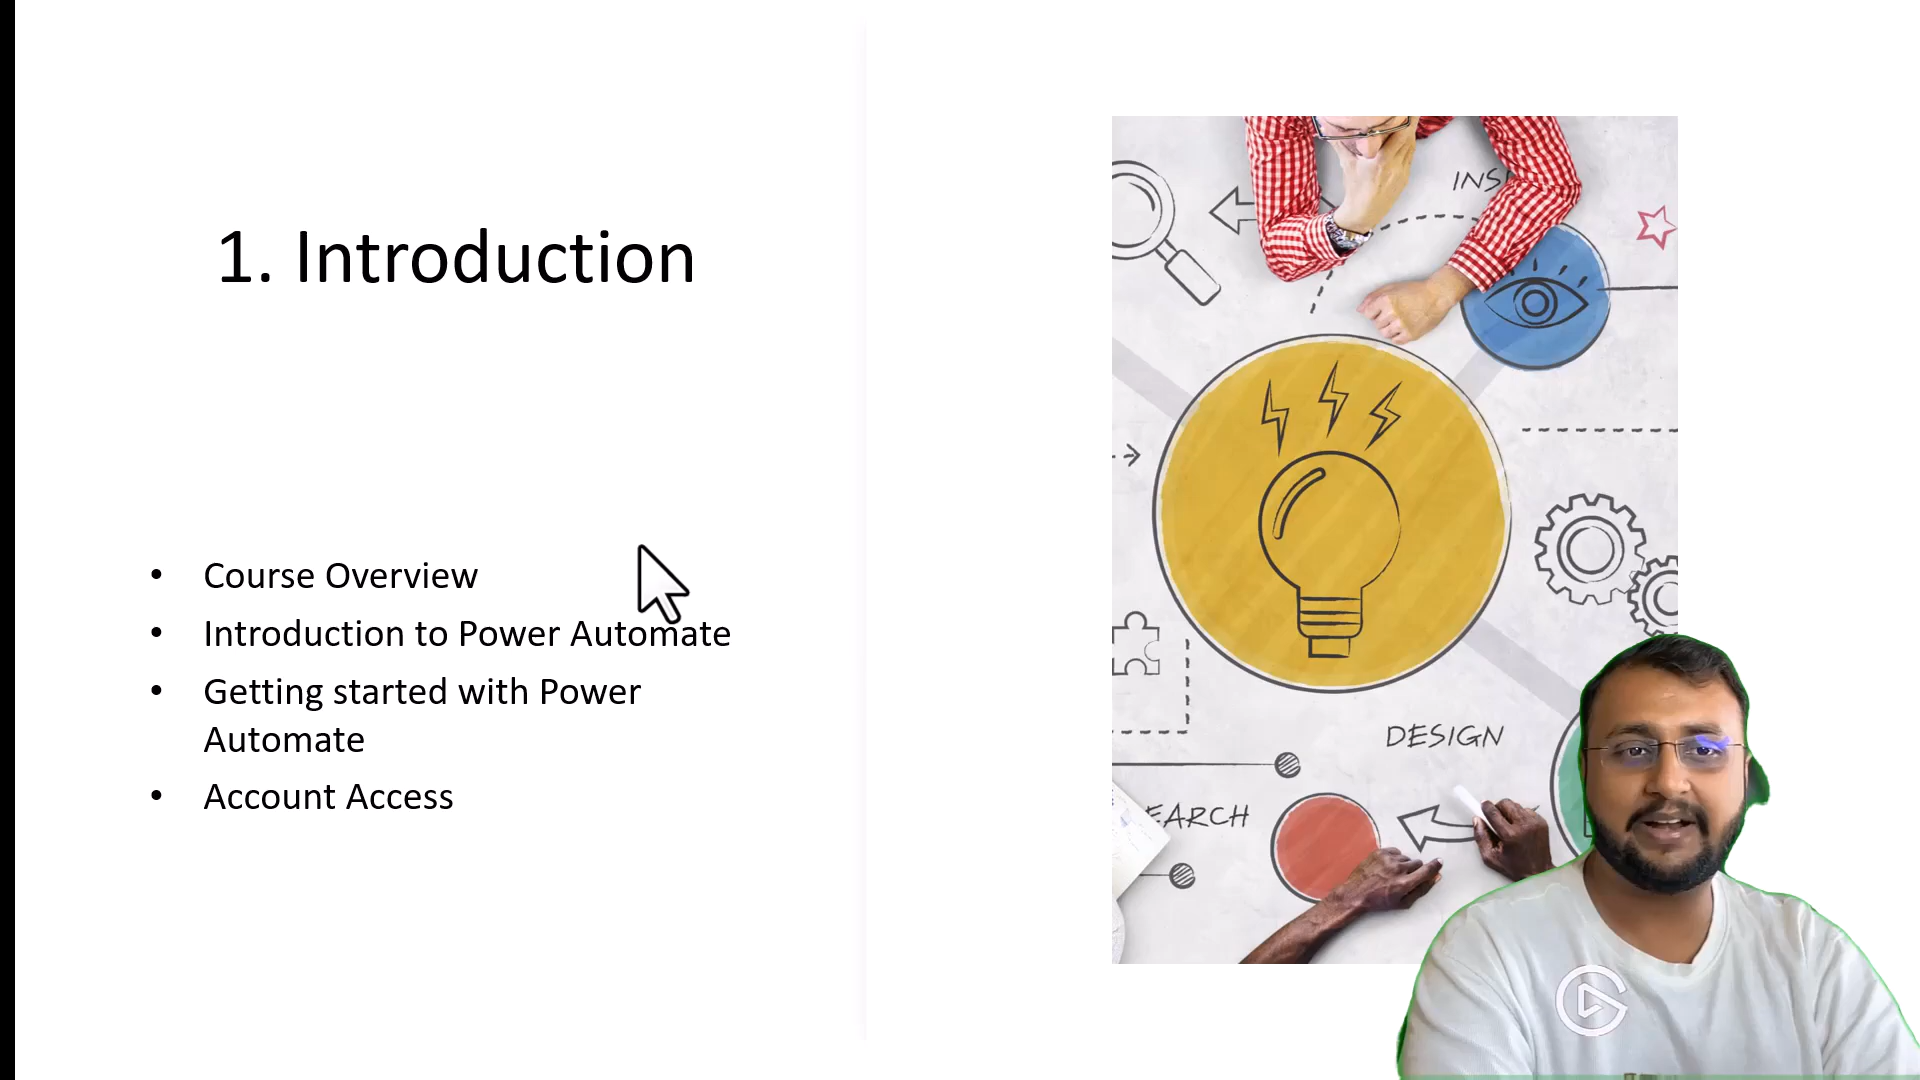 1. Introduction
• Course Overview
• Introduction to Power Automate
• Getting started with Power
Automate
• Account Access
DESIGN